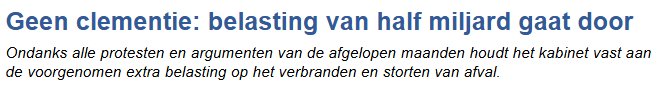 Geen clementie: belasting van half miljard gaat door
Ondanks alle protesten en argumenten van de afgelopen maanden houdt het kabinet vast aan
de voorgenomen extra belasting op het verbranden en storten van afval.